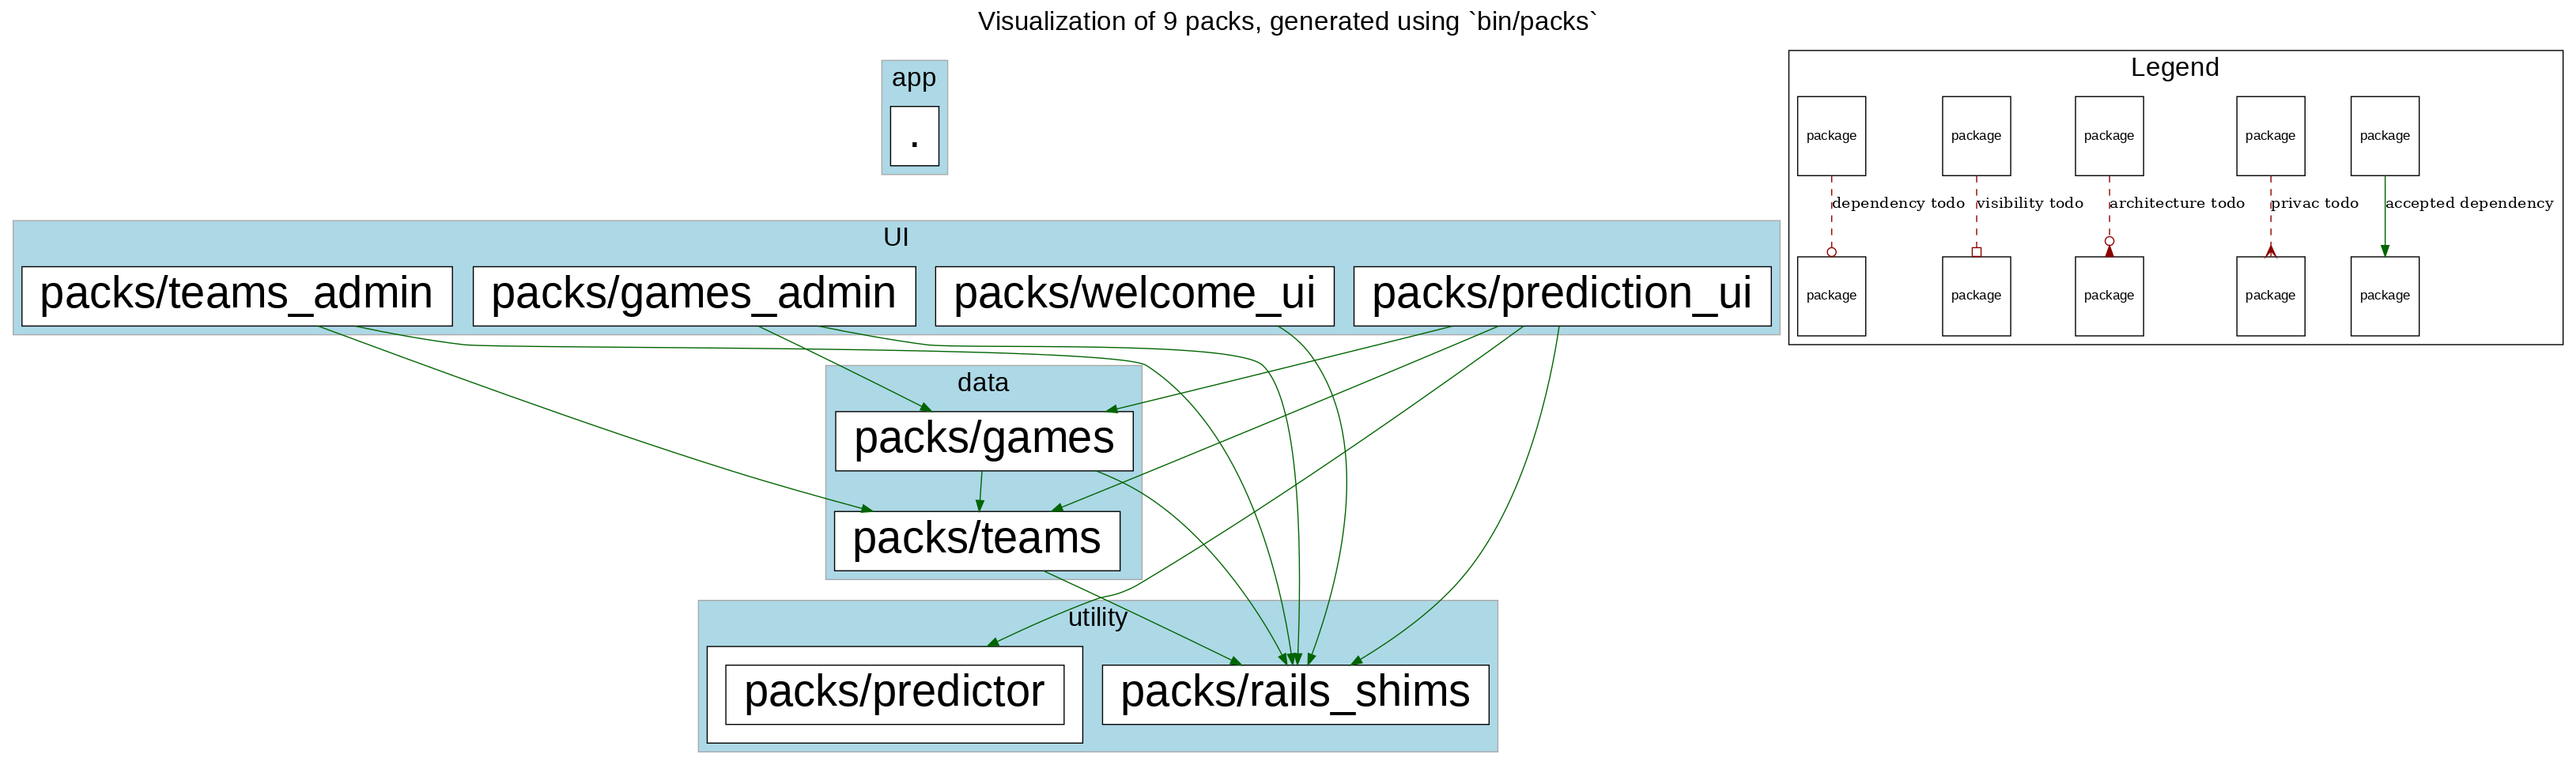 Visualization of 9 packs, generated using `bin/packs`
app
.
UI
packs/teams_admin
packs/games_admin
packs/welcome_ui
packs/prediction_ui
data
packs/games
packs/teams
utility
packs/predictor
packs/rails_shims
Legend
package
package
package
package
package
dependency todo
visibility todo
architecture todo
privac todo
accepted dependency
package
package
package
package
package